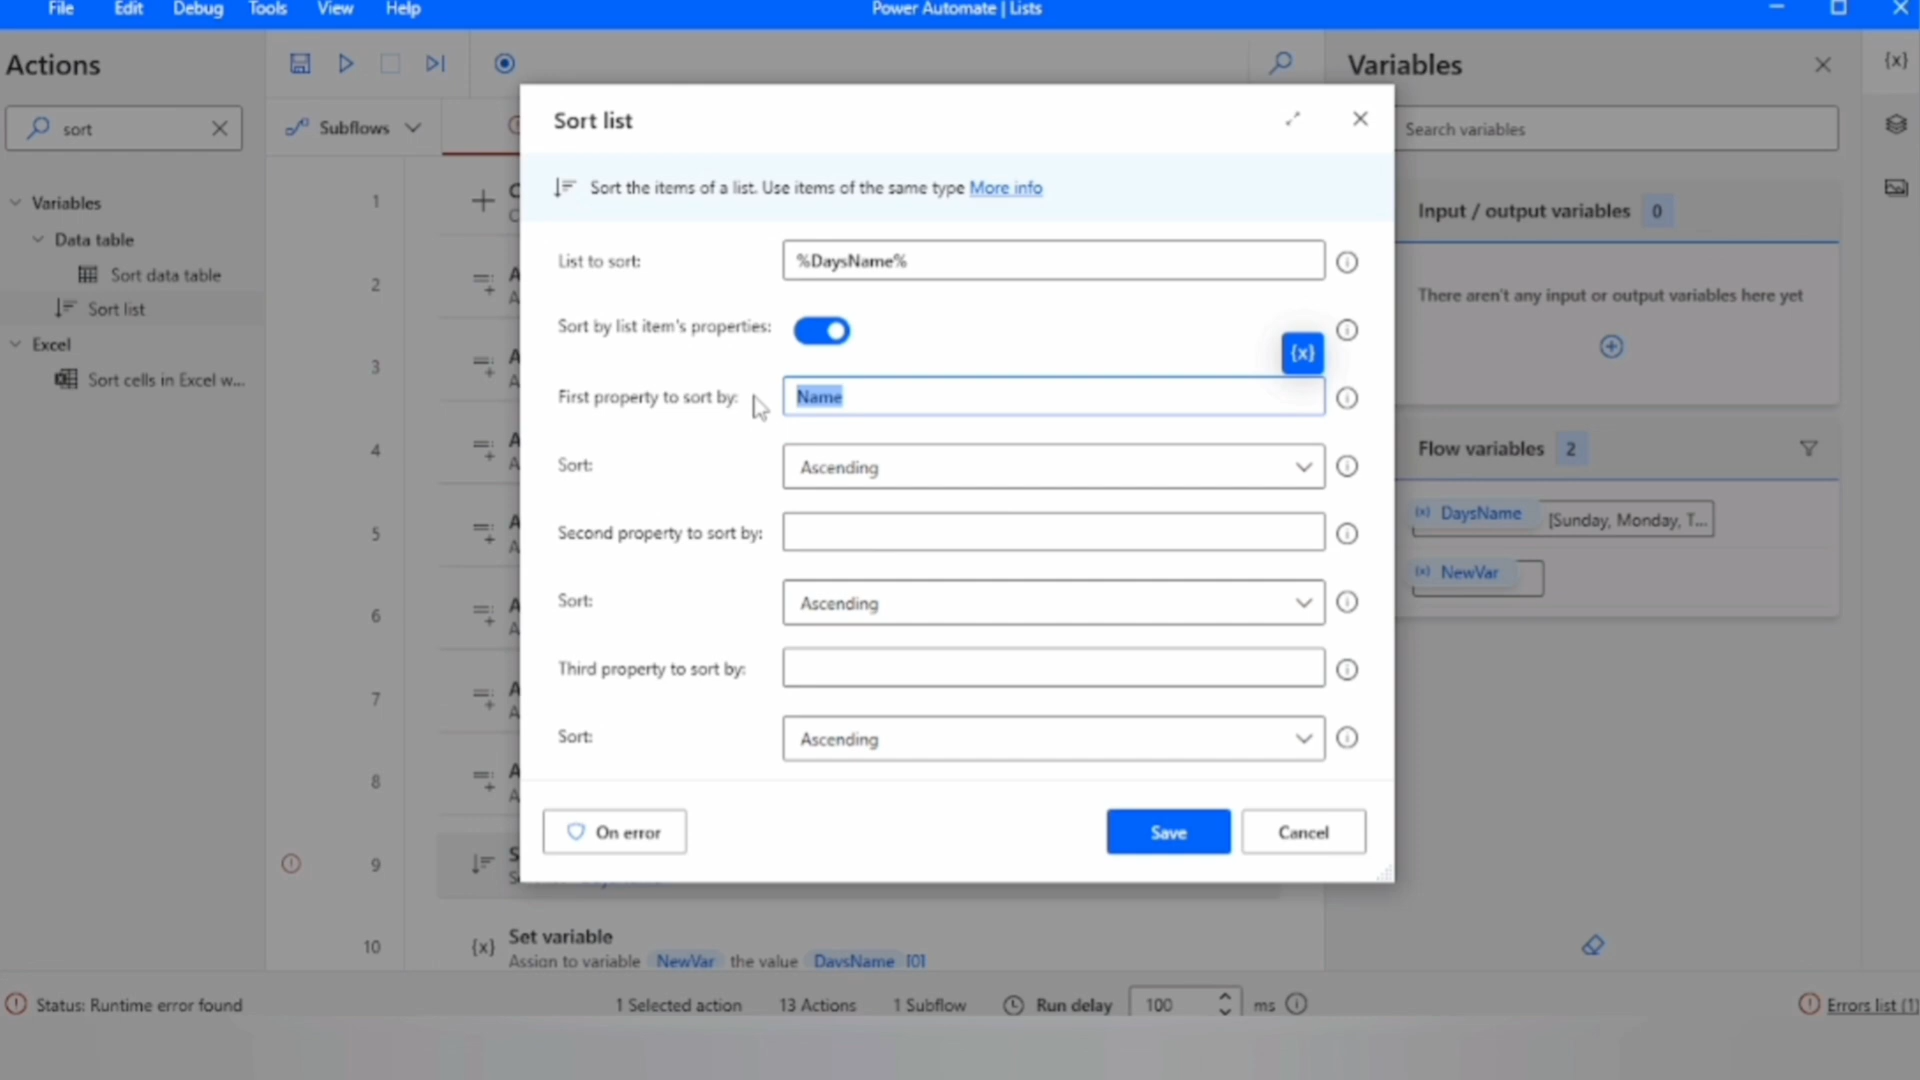 File Edit Debug Tools View Help
Power Automate | Lists
Actions
sort
Variables
Data table
Sort data table
Sort list
Excel
Sort cells in Excel w...
Subflows
1
2
3
4
5
6
7
8
9
10
Set variable
Assign to variable NewVar the value DaysName [0]
Sort list
Sort the items of a list. Use items of the same type More info
List to sort: %DaysName%
Sort by list item's properties:
{x}
First property to sort by: Name
Sort: Ascending
Second property to sort by:
Sort: Ascending
Third property to sort by:
Sort: Ascending
On error
Save
Cancel
Variables
{x}
Search variables
Input / output variables 0
There aren't any input or output variables here yet
Flow variables 2
DaysName [Sunday, Monday, T...
NewVar
Status: Runtime error found
1 Selected action 13 Actions 1 Subflow Run delay 100 ms
Errors list (1)